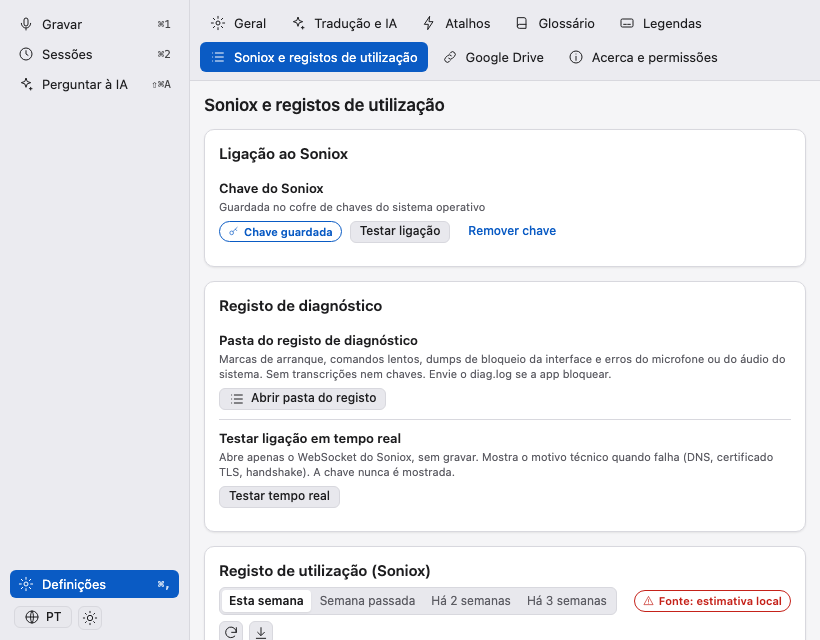 Gravar ⌘1
Sessões ⌘2
Perguntar à IA ⇧⌘A
Definições ⌘,
PT
Geral Tradução e IA Atalhos Glossário Legendas
Soniox e registos de utilização Google Drive Acerca e permissões
Soniox e registos de utilização
Ligação ao Soniox
Chave do Soniox
Guardada no cofre de chaves do sistema operativo
Chave guardada Testar ligação Remover chave
Registo de diagnóstico
Pasta do registo de diagnóstico
Marcas de arranque, comandos lentos, dumps de bloqueio da interface e erros do microfone ou do áudio do
sistema. Sem transcrições nem chaves. Envie o diag.log se a app bloquear.
Abrir pasta do registo
Testar ligação em tempo real
Abre apenas o WebSocket do Soniox, sem gravar. Mostra o motivo técnico quando falha (DNS, certificado
TLS, handshake). A chave nunca é mostrada.
Testar tempo real
Registo de utilização (Soniox)
Esta semana Semana passada Há 2 semanas Há 3 semanas Fonte: estimativa local